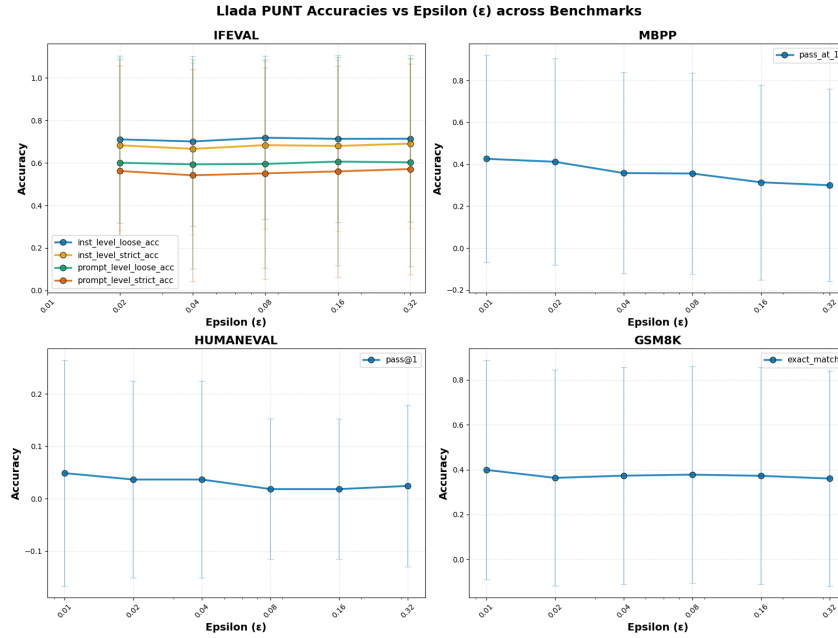 Llada PUNT Accuracies vs Epsilon (ε) across Benchmarks
IFEVAL
Accuracy
1.0
0.8
0.6
0.4
0.2
0.0
inst_level_loose_acc
inst_level_strict_acc
prompt_level_loose_acc
prompt_level_strict_acc
0.01
0.02
0.04
0.08
0.16
0.32
Epsilon (ε)
MBPP
Accuracy
0.8
0.6
0.4
0.2
0.0
−0.2
pass_at_1
0.01
0.02
0.04
0.08
0.16
0.32
Epsilon (ε)
HUMANEVAL
Accuracy
0.2
0.1
0.0
−0.1
pass@1
0.01
0.02
0.04
0.08
0.16
0.32
Epsilon (ε)
GSM8K
Accuracy
0.8
0.6
0.4
0.2
0.0
exact_match
0.01
0.02
0.04
0.08
0.16
0.32
Epsilon (ε)